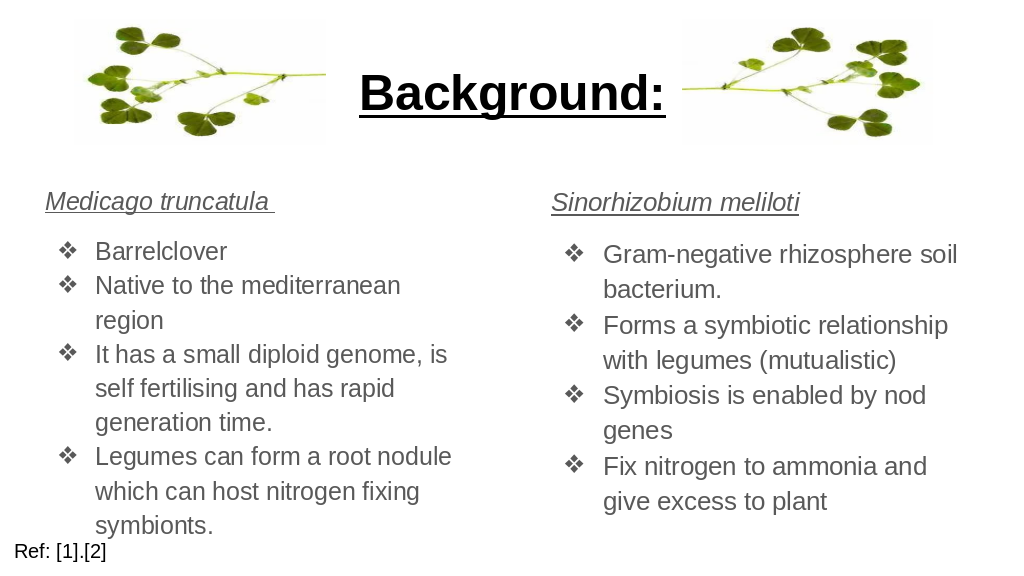 Background:
Medicago truncatula
❖ Barrelclover
❖ Native to the mediterranean
region
❖ It has a small diploid genome, is
self fertilising and has rapid
generation time.
❖ Legumes can form a root nodule
which can host nitrogen fixing
symbionts.
Sinorhizobium meliloti
❖ Gram-negative rhizosphere soil
bacterium.
❖ Forms a symbiotic relationship
with legumes (mutualistic)
❖ Symbiosis is enabled by nod
genes
❖ Fix nitrogen to ammonia and
give excess to plant
Ref: [1].[2]